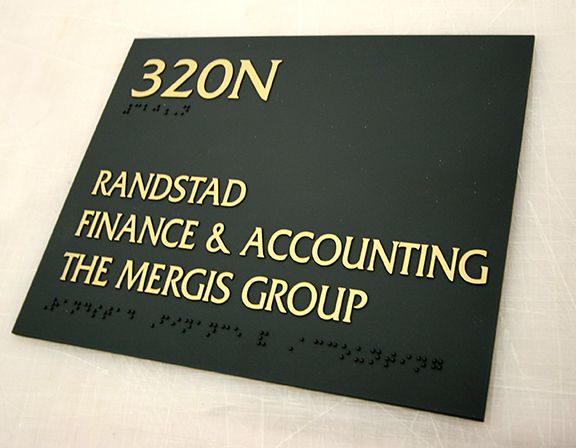 320N
RANDSTAD
FINANCE & ACCOUNTING
THE MERGIS GROUP